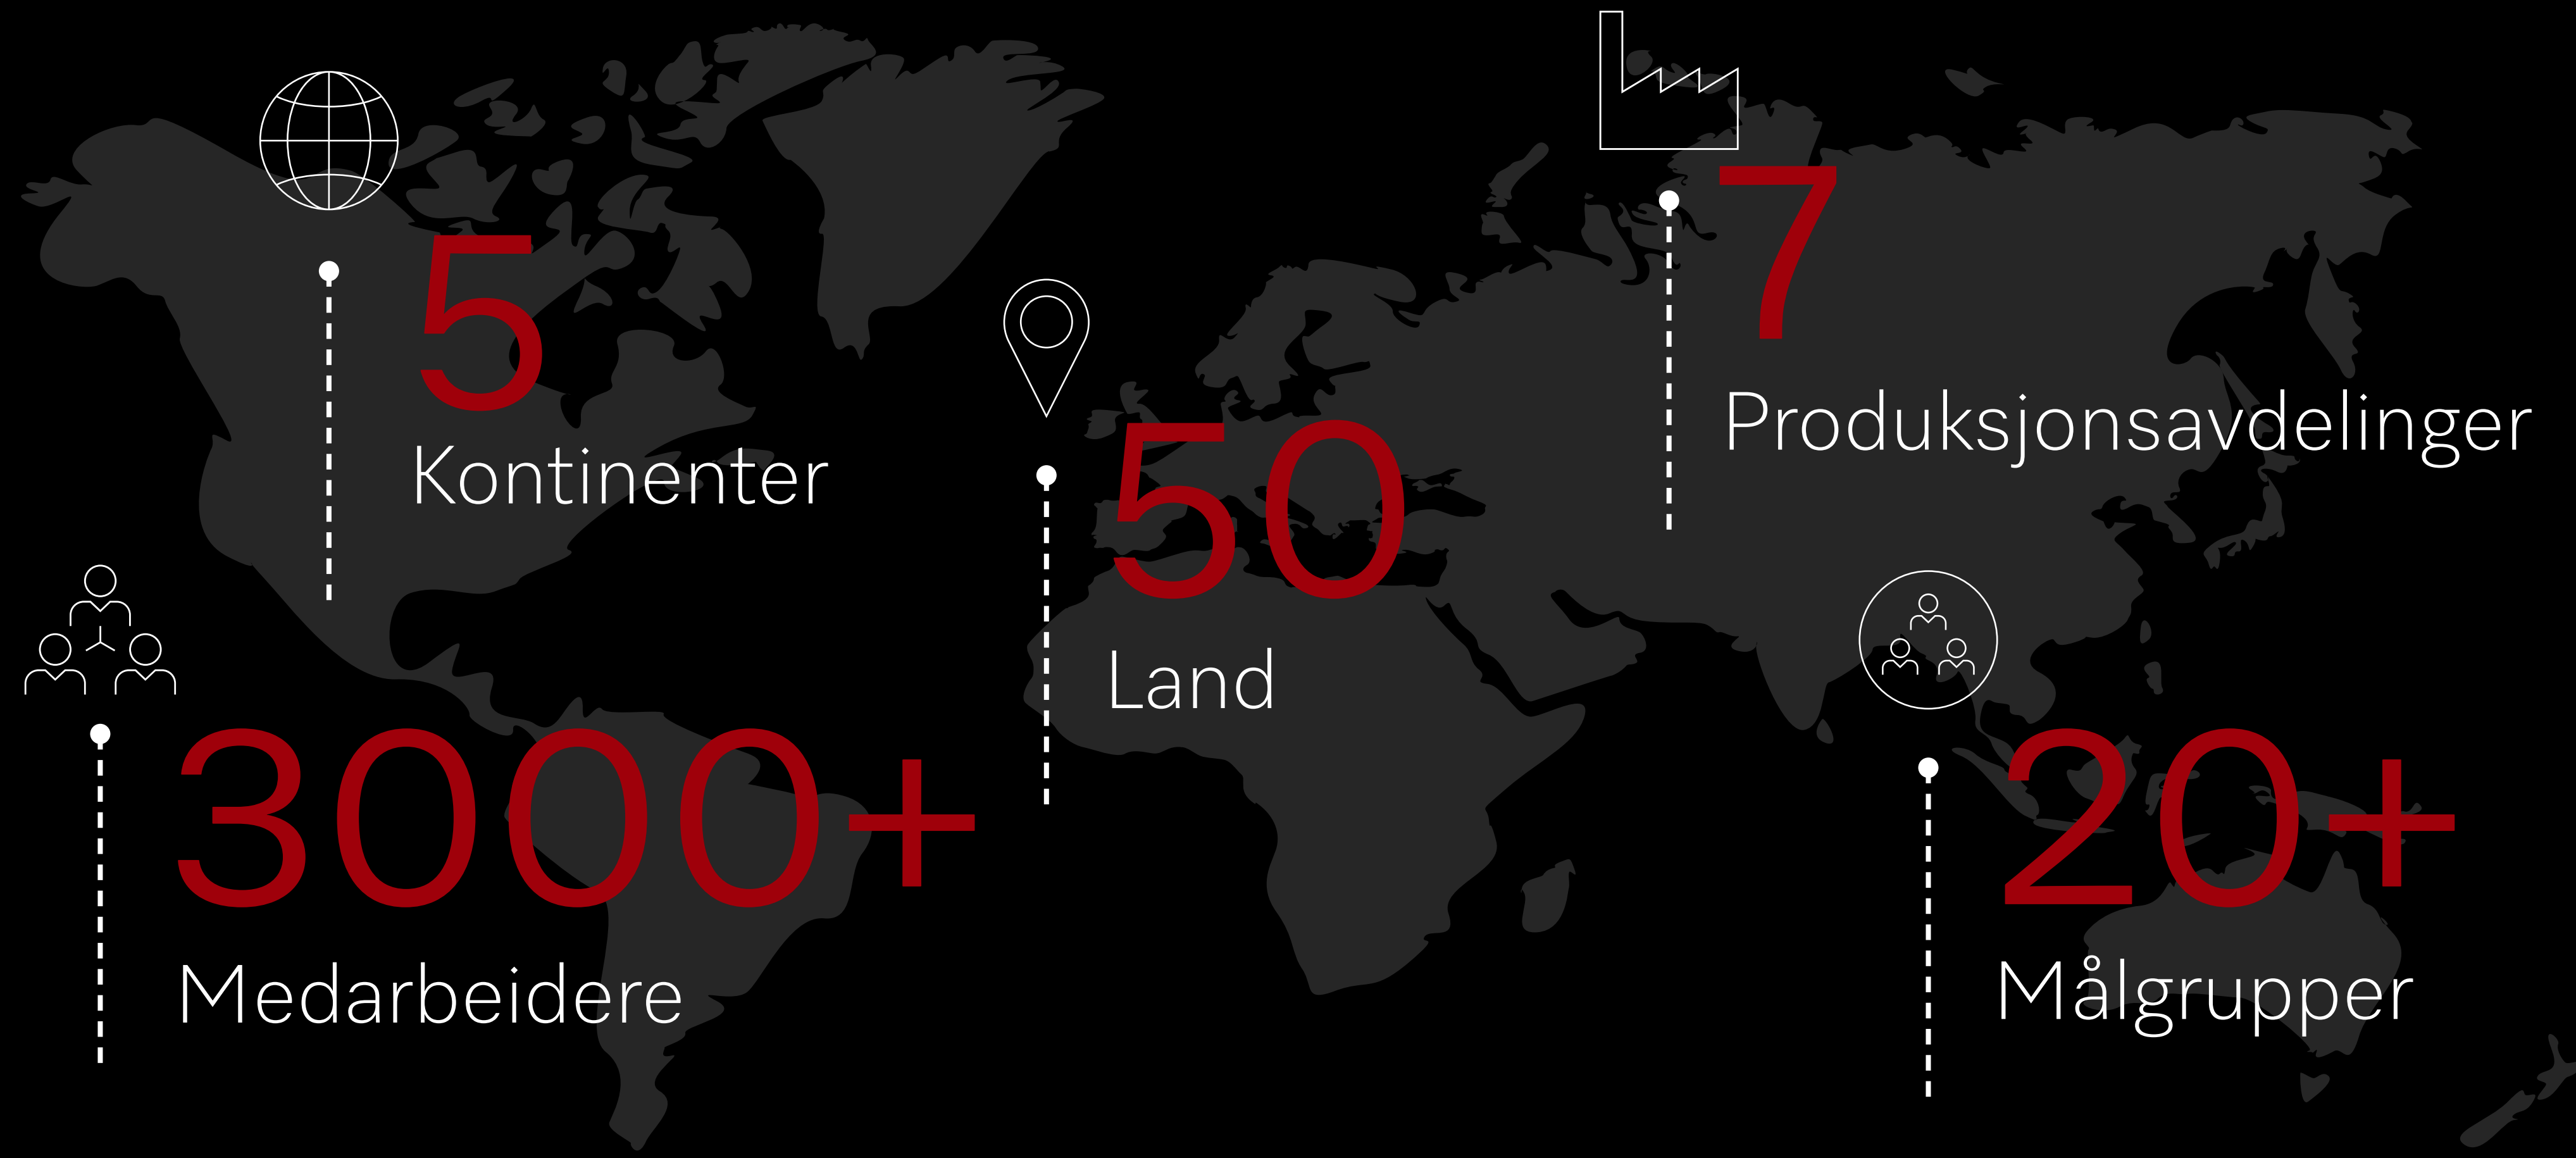 5
Kontinenter
3000+
Medarbeidere
50
Land
7
Produksjonsavdelinger
20+
Målgrupper